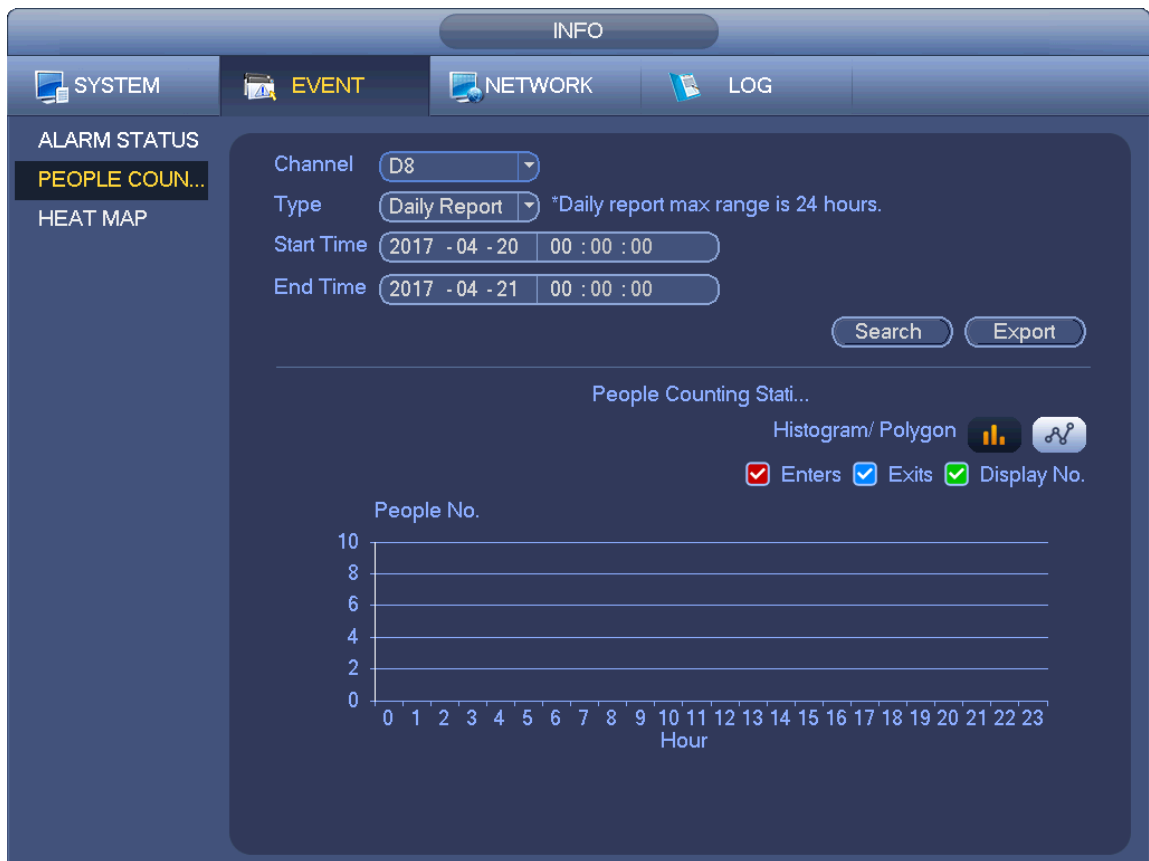 INFO
SYSTEM EVENT NETWORK LOG
ALARM STATUS
PEOPLE COUN...
HEAT MAP
Channel D8
Type Daily Report *Daily report max range is 24 hours.
Start Time 2017 - 04 - 20 00 : 00 : 00
End Time 2017 - 04 - 21 00 : 00 : 00
Search Export
People Counting Stati...
Histogram/ Polygon
Enters Exits Display No.
People No.
10
8
6
4
2
0
0 1 2 3 4 5 6 7 8 9 10 11 12 13 14 15 16 17 18 19 20 21 22 23
Hour